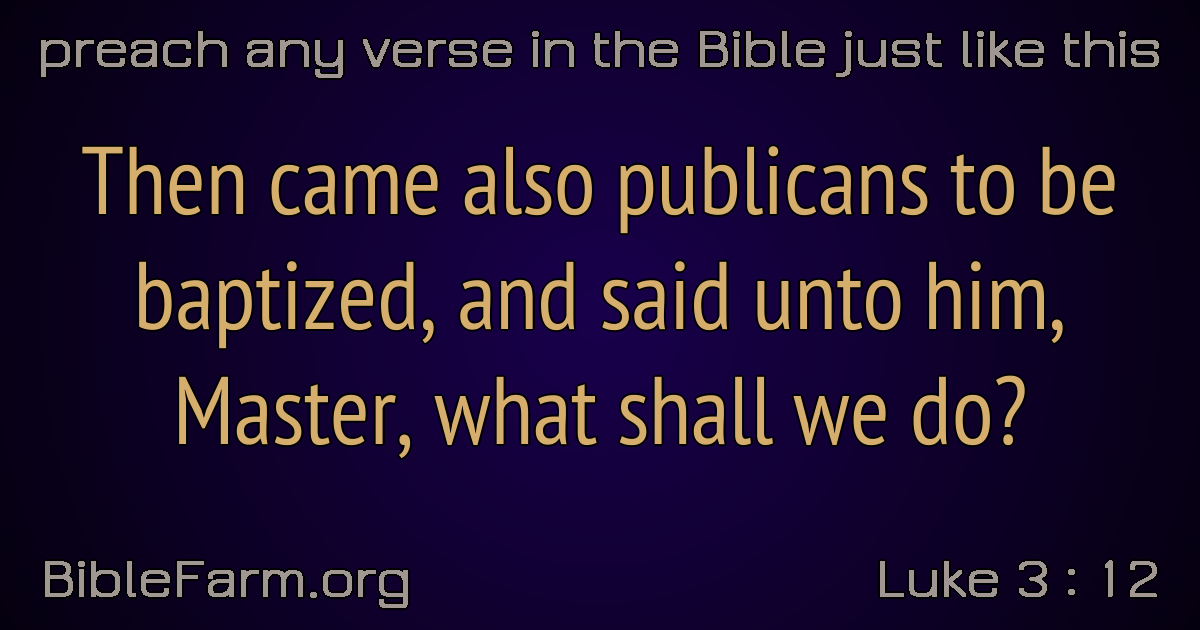 preach any verse in the Bible just like this
Then came also publicans to be
baptized, and said unto him,
Master, what shall we do?
BibleFarm.org
Luke 3 : 12